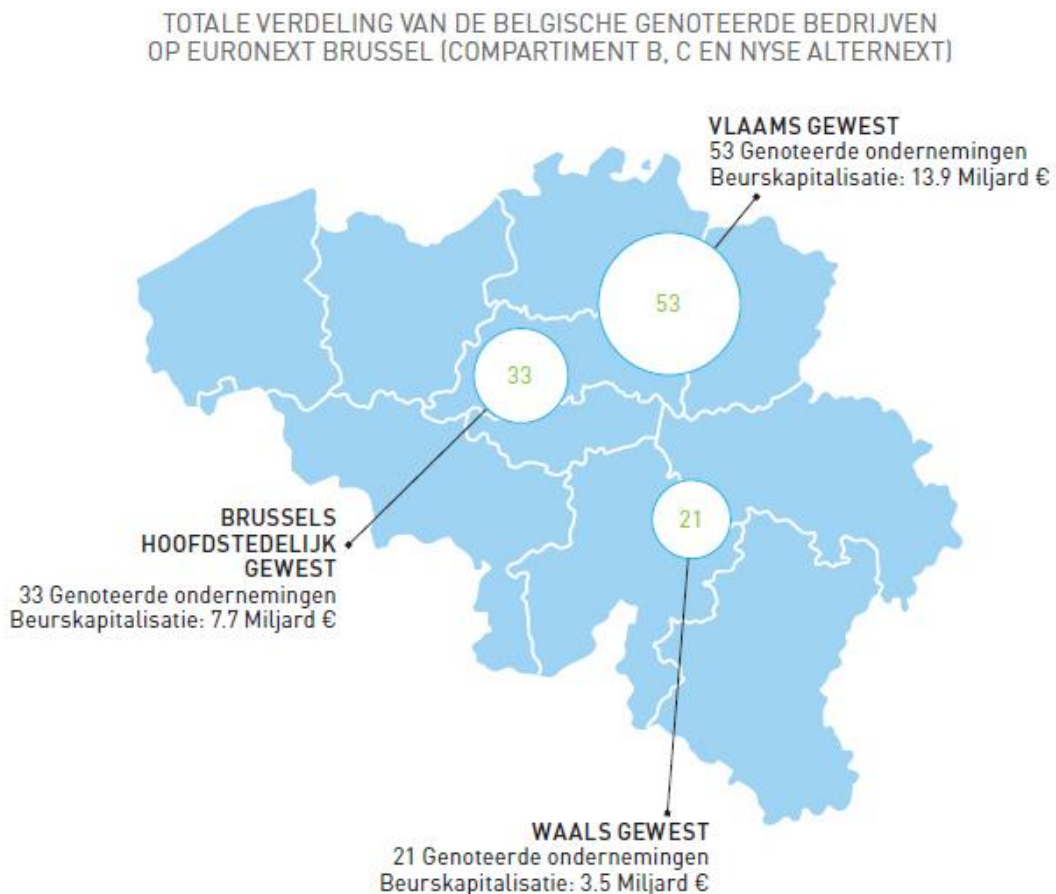 TOTALE VERDELING VAN DE BELGISCHE GENOTEERDE BEDRIJVEN
OP EURONEXT BRUSSEL (COMPARTIMENT B, C EN NYSE ALTERNEXT)
VLAAMS GEWEST
53 Genoteerde ondernemingen
Beurskapitalisatie: 13.9 Miljard €
53
33
21
BRUSSELS
HOOFDSTEDELIJK
GEWEST
33 Genoteerde ondernemingen
Beurskapitalisatie: 7.7 Miljard €
WAALS GEWEST
21 Genoteerde ondernemingen
Beurskapitalisatie: 3.5 Miljard €